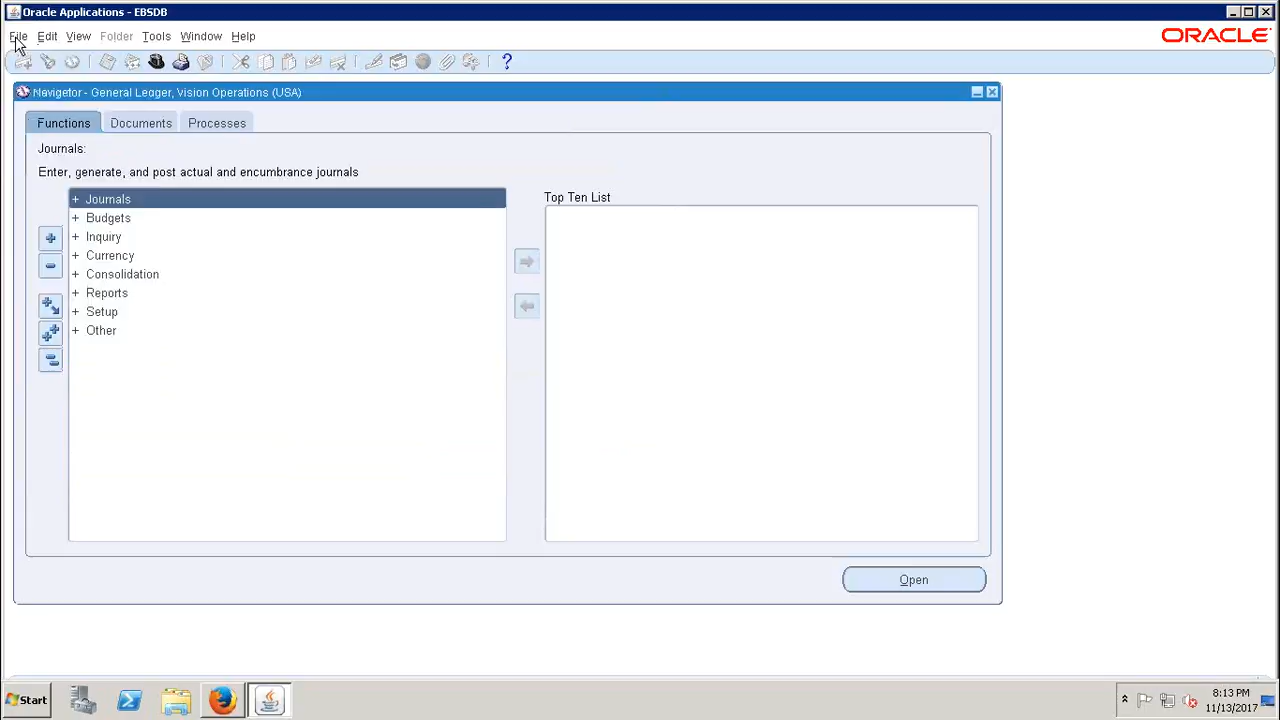 Oracle Applications - EBSDB
File Edit View Folder Tools Window Help
ORACLE
Navigator - General Ledger, Vision Operations (USA)
Functions Documents Processes
Journals:
Enter, generate, and post actual and encumbrance journals
+ Journals
+ Budgets
+ Inquiry
+ Currency
+ Consolidation
+ Reports
+ Setup
+ Other
Top Ten List
Open
Start
8:13 PM
11/13/2017